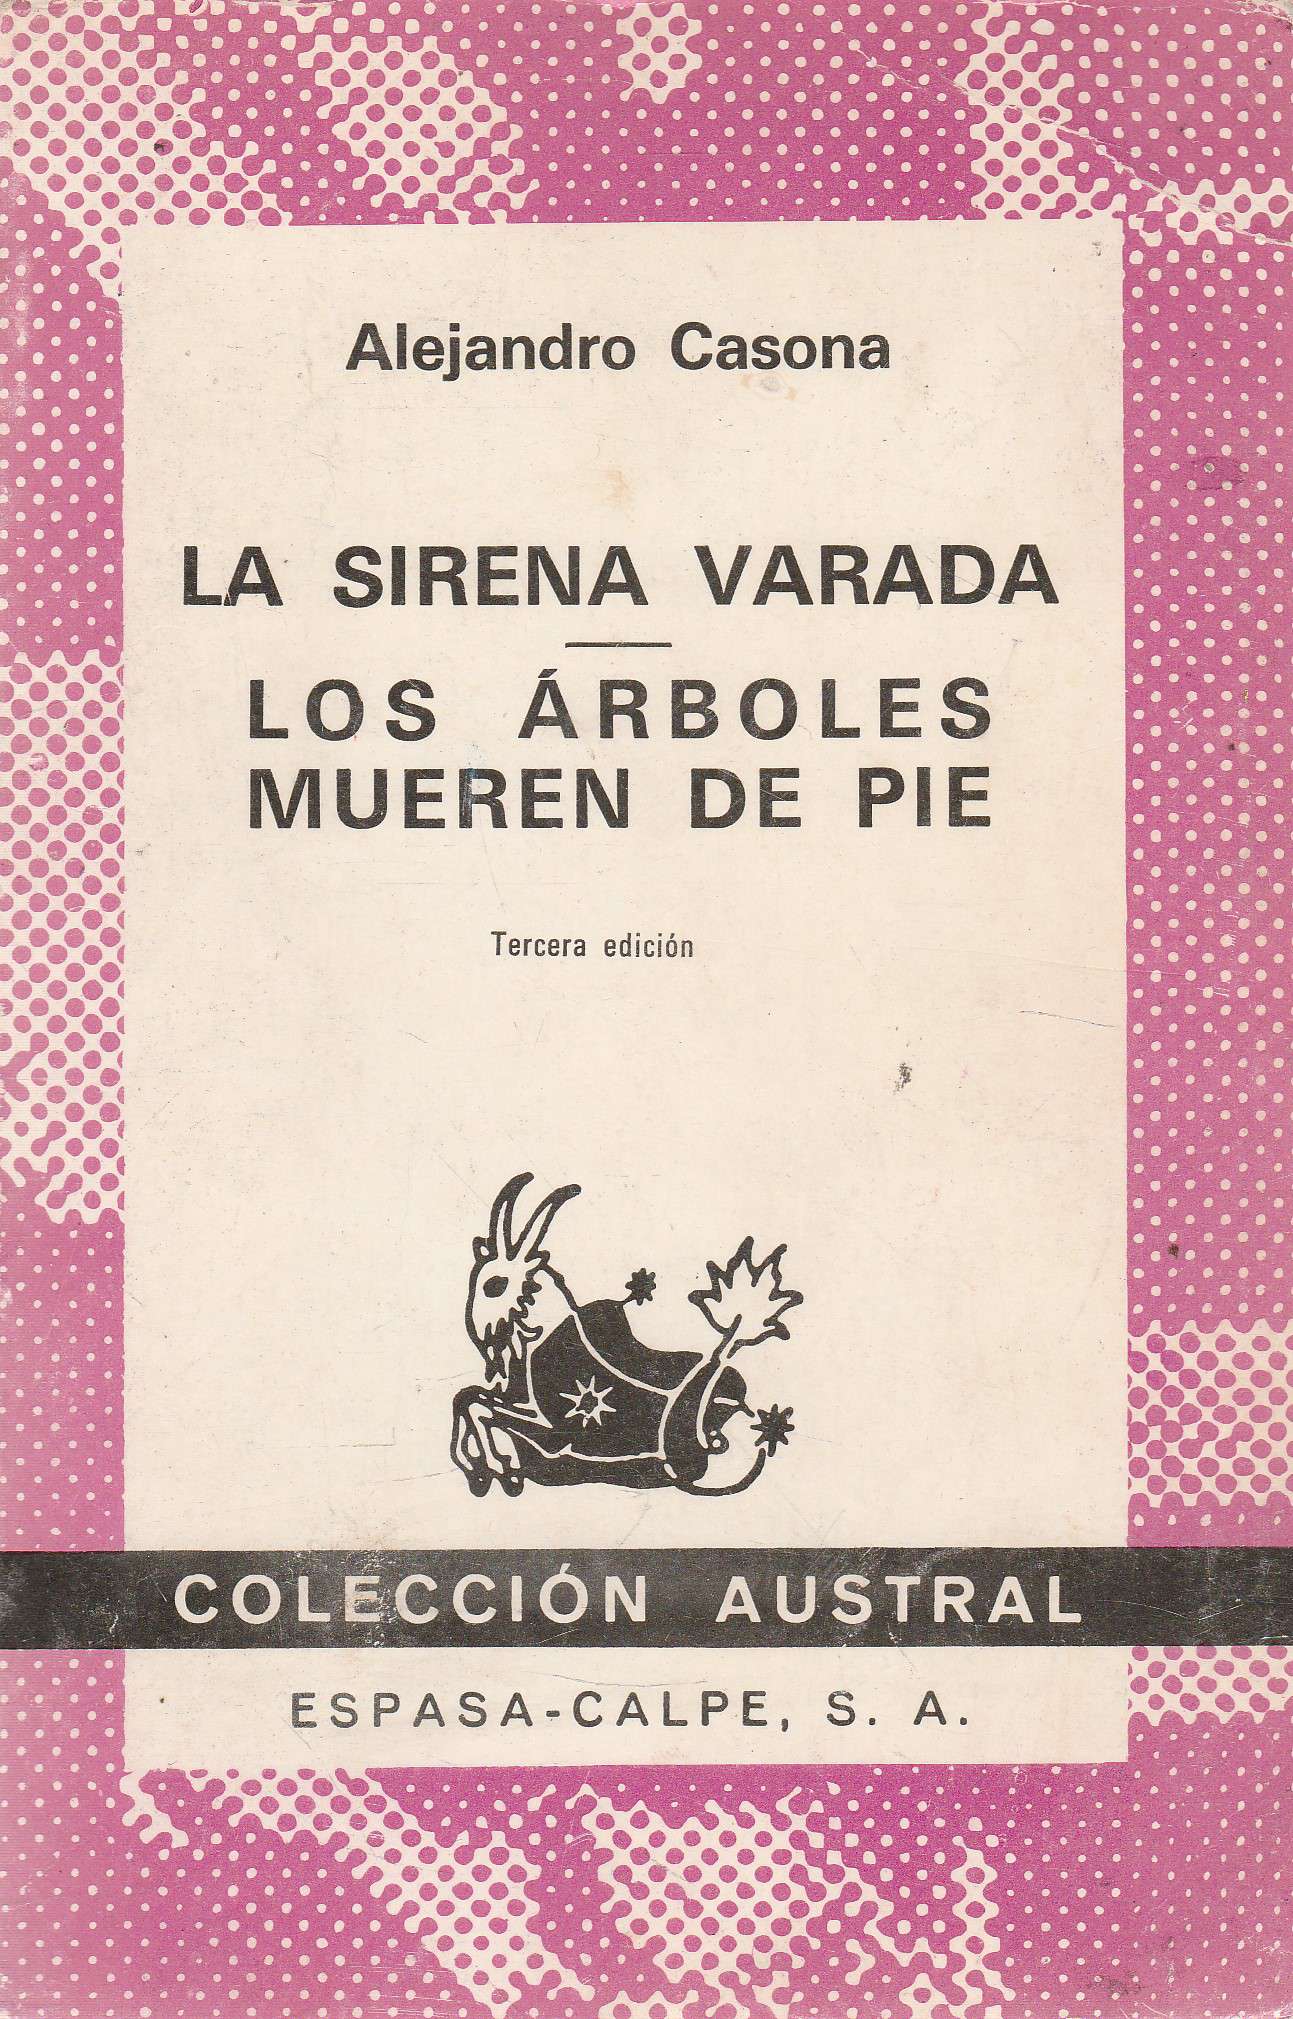 Alejandro Casona
LA SIRENA VARADA
LOS ÁRBOLES
MUEREN DE PIE
Tercera edición
COLECCIÓN AUSTRAL
ESPASA-CALPE, S. A.